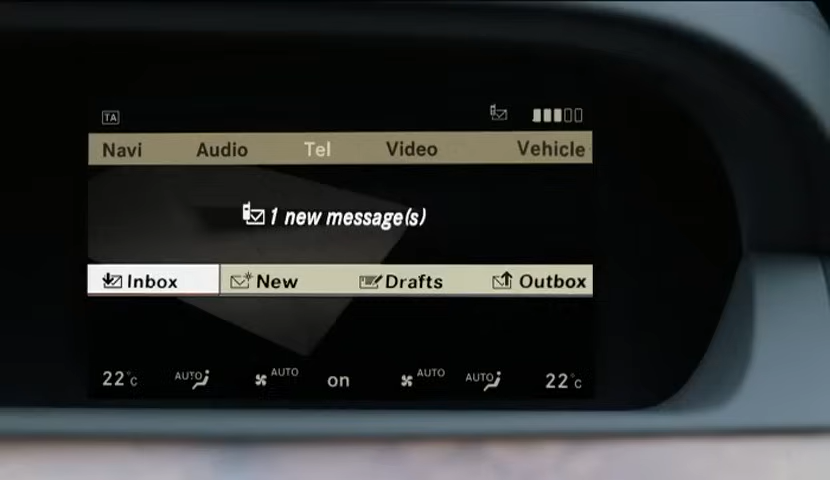 TA
Navi Audio Tel Video Vehicle
1 new message(s)
Inbox New Drafts Outbox
22°C AUTO AUTO on AUTO AUTO 22°C